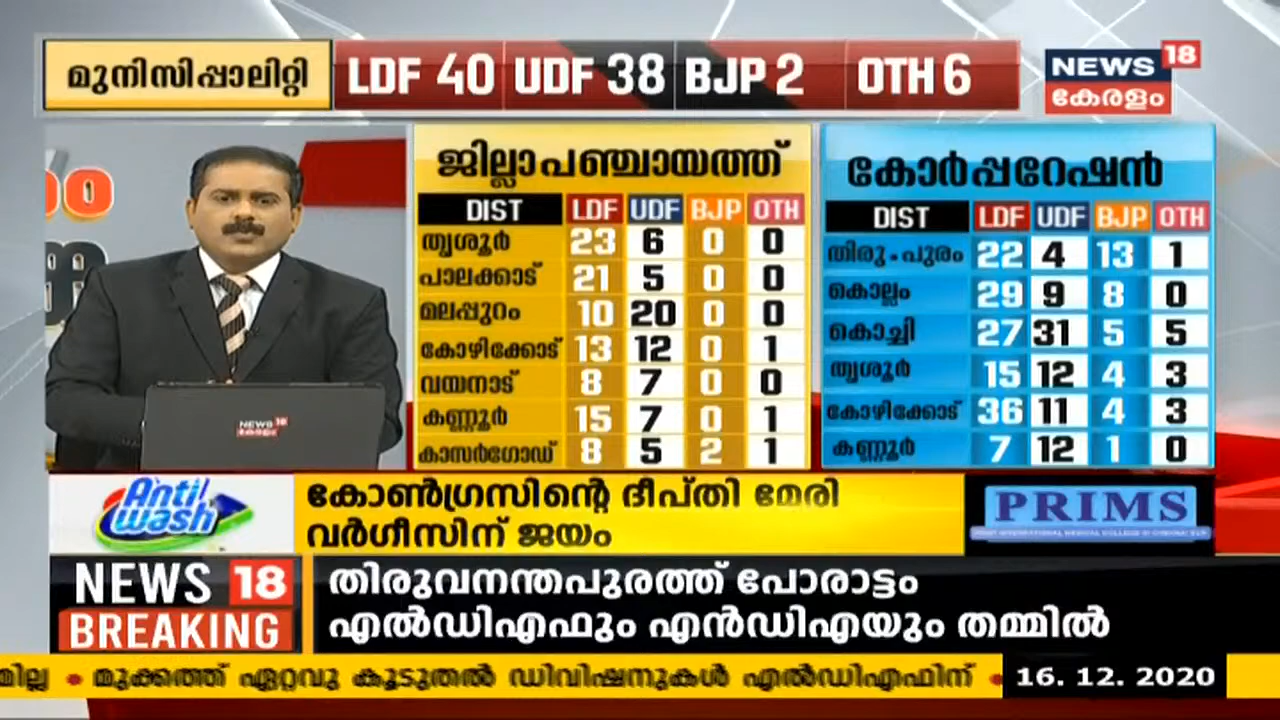 മുനിസിപ്പാലിറ്റി LDF 40 UDF 38 BJP 2 OTH 6
NEWS 18
കേരളം
ജില്ലാ പഞ്ചായത്ത്
DIST LDF UDF BJP OTH
തൃശൂർ 23 6 0 0
പാലക്കാട് 21 5 0 0
മലപ്പുറം 10 20 0 0
കോഴിക്കോട് 13 12 0 1
വയനാട് 8 7 0 0
കണ്ണൂർ 15 7 0 1
കാസർഗോഡ് 8 5 2 1
കോർപ്പറേഷൻ
DIST LDF UDF BJP OTH
തിരു.പുരം 22 4 13 1
കൊല്ലം 29 9 8 0
കൊച്ചി 27 31 5 5
തൃശൂർ 15 12 4 3
കോഴിക്കോട് 36 11 4 3
കണ്ണൂർ 7 12 1 0
NEWS 18
കേരളം
Anti
wash
കോൺഗ്രസിന്റെ ദീപ്തി മേരി
വർഗീസിന് ജയം
PRIMS
NEWS 18
BREAKING
തിരുവനന്തപുരത്ത് പോരാട്ടം
എൽഡിഎഫും എൻഡിഎയും തമ്മിൽ
മില്ല • മുക്കത്ത് ഏറ്റവു കൂടുതൽ ഡിവിഷനുകൾ എൽഡിഎഫിന് •
16. 12. 2020